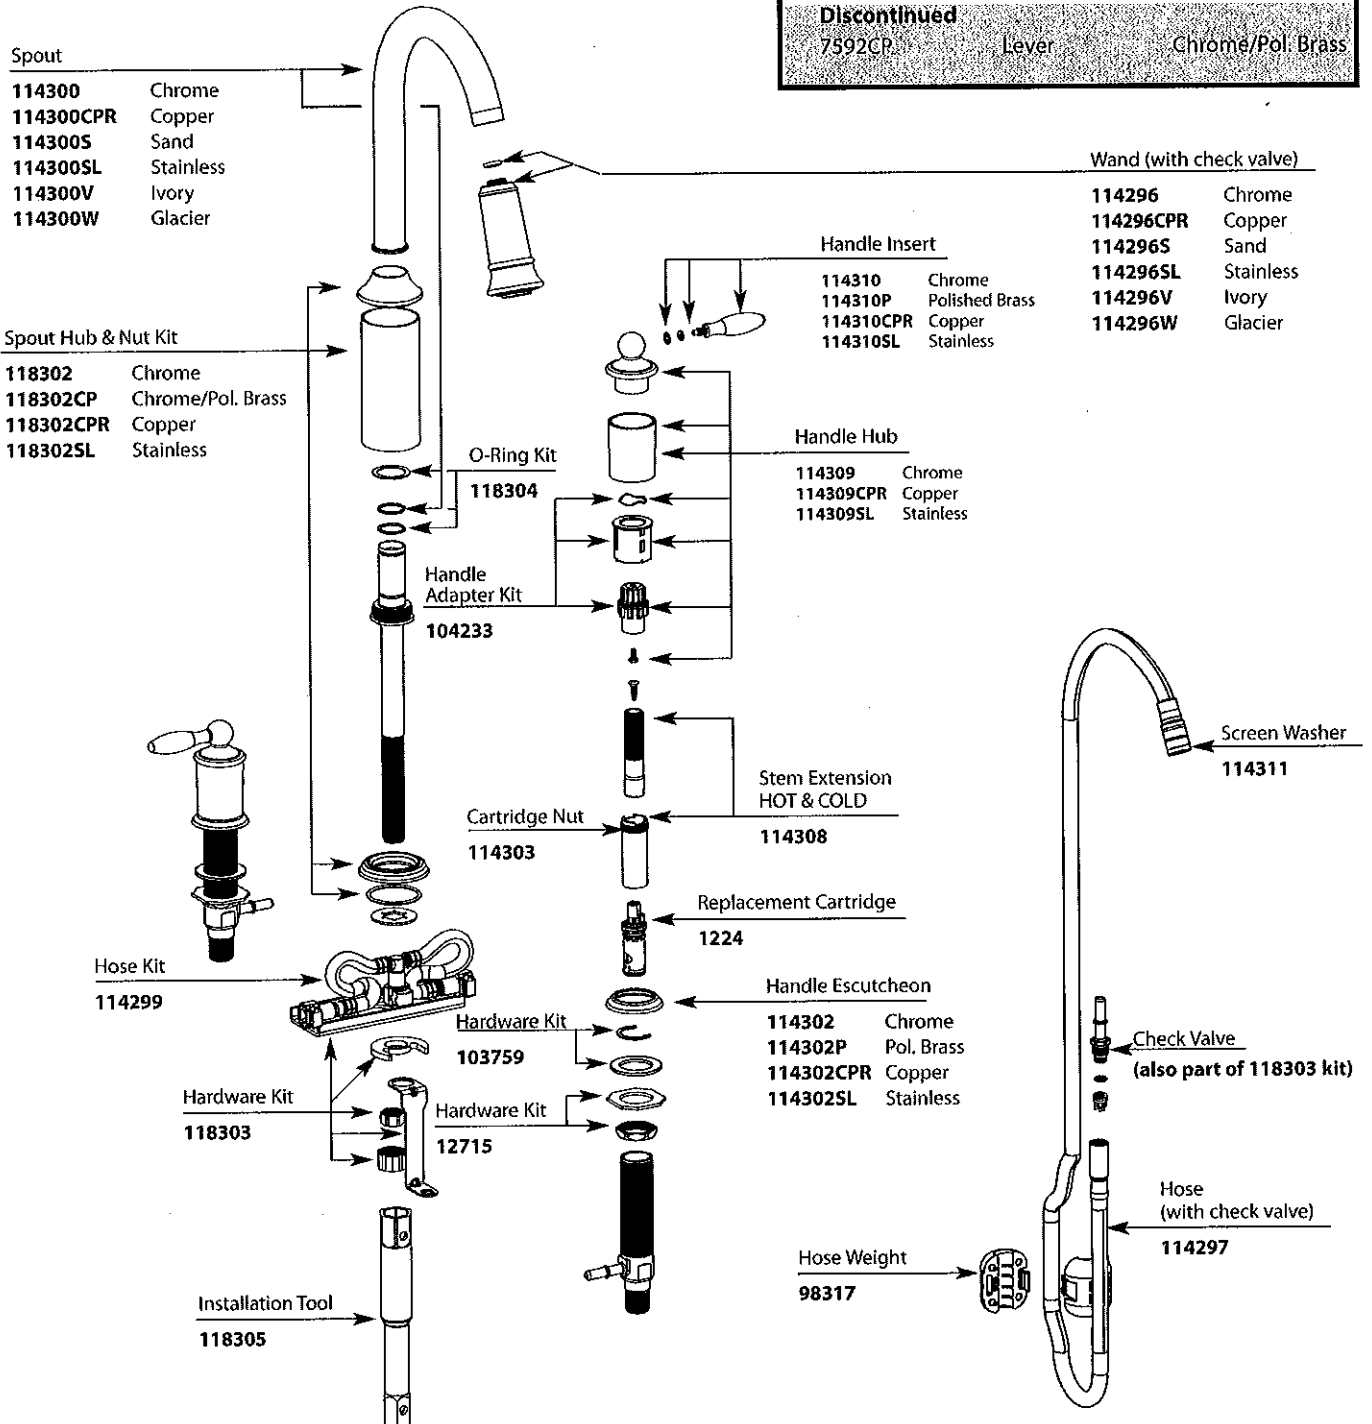 Discontinued
7592CP Lever Chrome/Pol. Brass
Spout
114300 Chrome
114300CPR Copper
114300S Sand
114300SL Stainless
114300V Ivory
114300W Glacier
Wand (with check valve)
114296 Chrome
114296CPR Copper
114296S Sand
114296SL Stainless
114296V Ivory
114296W Glacier
Handle Insert
114310 Chrome
114310P Polished Brass
114310CPR Copper
114310SL Stainless
Spout Hub & Nut Kit
118302 Chrome
118302CP Chrome/Pol. Brass
118302CPR Copper
118302SL Stainless
O-Ring Kit
118304
Handle Hub
114309 Chrome
114309CPR Copper
114309SL Stainless
Handle
Adapter Kit
104233
Screen Washer
114311
Stem Extension
HOT & COLD
114308
Cartridge Nut
114303
Replacement Cartridge
1224
Hose Kit
114299
Handle Escutcheon
114302 Chrome
114302P Pol. Brass
114302CPR Copper
114302SL Stainless
Hardware Kit
103759
Check Valve
(also part of 118303 kit)
Hardware Kit
118303
Hardware Kit
12715
Hose
(with check valve)
114297
Hose Weight
98317
Installation Tool
118305